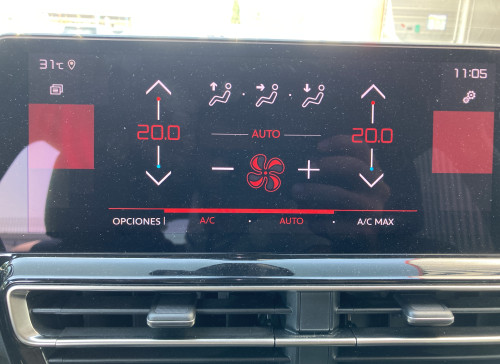 31°C 11:05
20.0 20.0
AUTO
OPCIONES A/C AUTO A/C MAX